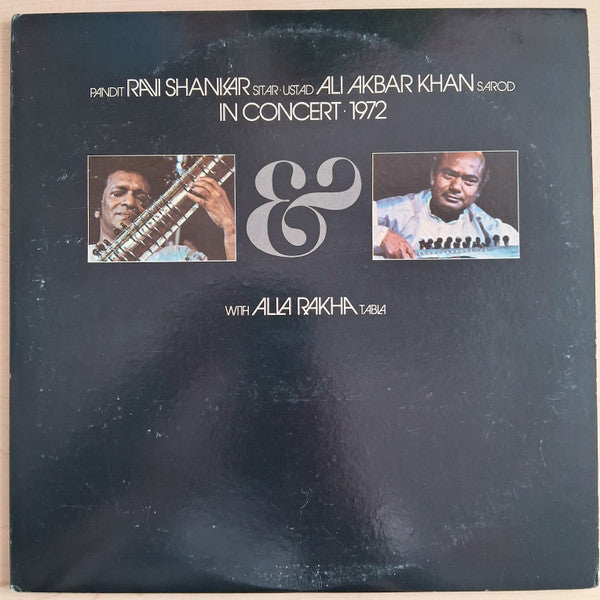 PANDIT RAVI SHANKAR SITAR · USTAD ALI AKBAR KHAN SAROD
IN CONCERT · 1972
&
WITH ALLA RAKHA TABLA